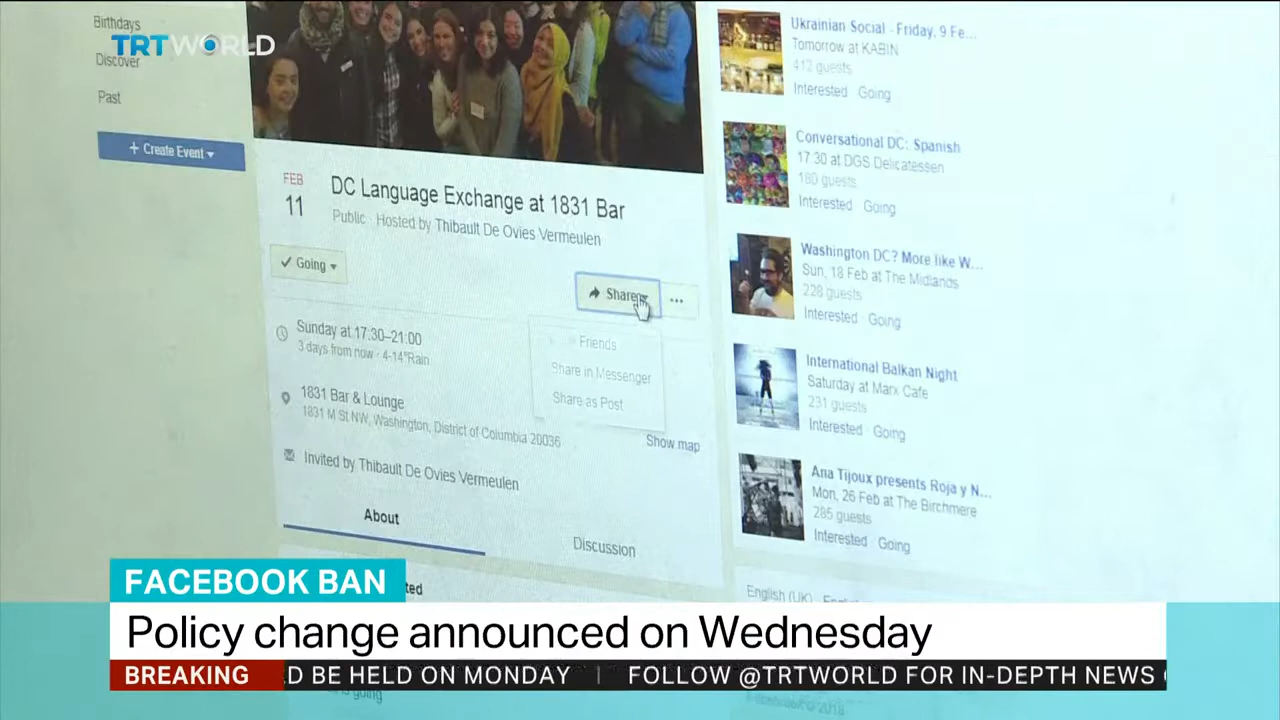 Birthdays
TRT WORLD
Discover
Past
+ Create Event
FEB
11
DC Language Exchange at 1831 Bar
Public · Hosted by Thibault De Ovies Vermeulen
✓ Going
Share
...
Friends
Share in Messenger
Share as Post
Sunday at 17:30–21:00
3 days from now · 4-14°Rain
1831 Bar & Lounge
1831 M St NW, Washington, District of Columbia 20036
Show map
Invited by Thibault De Ovies Vermeulen
About
Discussion
Ukrainian Social - Friday, 9 Fe...
Tomorrow at KABIN
412 guests
Interested · Going
Conversational DC: Spanish
17:30 at DGS Delicatessen
180 guests
Interested · Going
Washington DC? More like W...
Sun, 18 Feb at The Midlands
228 guests
Interested · Going
International Balkan Night
Saturday at Marx Cafe
231 guests
Interested · Going
Ana Tijoux presents Roja y N...
Mon, 26 Feb at The Birchmere
285 guests
Interested · Going
English (UK)
FACEBOOK BAN
Policy change announced on Wednesday
BREAKING
D BE HELD ON MONDAY | FOLLOW @TRTWORLD FOR IN-DEPTH NEWS
going